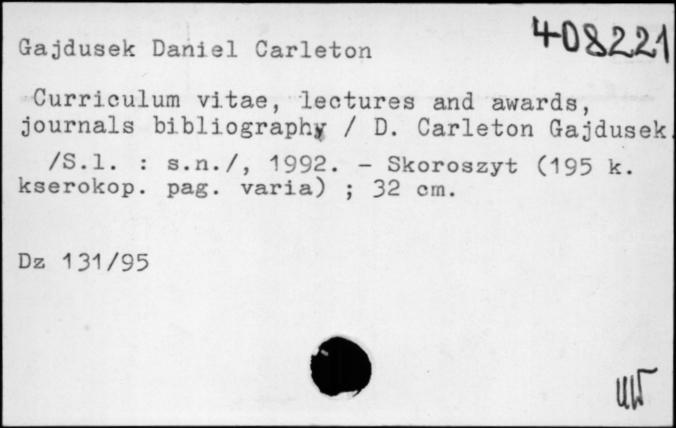 408221
Gajdusek Daniel Carleton
Curriculum vitae, lectures and awards,
journals bibliography / D. Carleton Gajdusek.
/S.l. : s.n./, 1992. - Skoroszyt (195 k.
kserokop. pag. varia) ; 32 cm.
Dz 131/95
UW